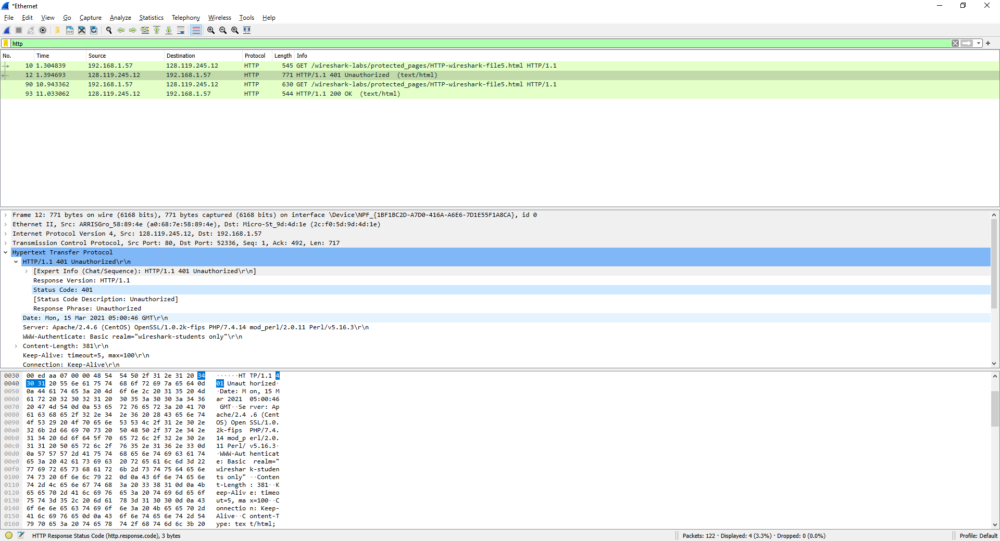 *Ethernet
File Edit View Go Capture Analyze Statistics Telephony Wireless Tools Help
http
No. Time Source Destination Protocol Length Info
10 1.304839 192.168.1.57 128.119.245.12 HTTP 545 GET /wireshark-labs/protected_pages/HTTP-wireshark-file5.html HTTP/1.1
12 1.394693 128.119.245.12 192.168.1.57 HTTP 771 HTTP/1.1 401 Unauthorized (text/html)
90 10.943362 192.168.1.57 128.119.245.12 HTTP 630 GET /wireshark-labs/protected_pages/HTTP-wireshark-file5.html HTTP/1.1
93 11.033062 128.119.245.12 192.168.1.57 HTTP 544 HTTP/1.1 200 OK (text/html)
Frame 12: 771 bytes on wire (6168 bits), 771 bytes captured (6168 bits) on interface \Device\NPF_{1BF1BC2D-A7D0-416A-A6E6-7D1E55F1A8CA}, id 0
Ethernet II, Src: ARRISGro_58:89:4e (a0:68:7e:58:89:4e), Dst: Micro-St_9d:4d:1e (2c:f0:5d:9d:4d:1e)
Internet Protocol Version 4, Src: 128.119.245.12, Dst: 192.168.1.57
Transmission Control Protocol, Src Port: 80, Dst Port: 52336, Seq: 1, Ack: 492, Len: 717
Hypertext Transfer Protocol
HTTP/1.1 401 Unauthorized\r\n
[Expert Info (Chat/Sequence): HTTP/1.1 401 Unauthorized\r\n]
Response Version: HTTP/1.1
Status Code: 401
[Status Code Description: Unauthorized]
Response Phrase: Unauthorized
Date: Mon, 15 Mar 2021 05:00:46 GMT\r\n
Server: Apache/2.4.6 (CentOS) OpenSSL/1.0.2k-fips PHP/7.4.14 mod_perl/2.0.11 Perl/v5.16.3\r\n
WWW-Authenticate: Basic realm="wireshark-students only"\r\n
Content-Length: 381\r\n
Keep-Alive: timeout=5, max=100\r\n
Connection: Keep-Alive\r\n
0030 00 ed aa 07 00 00 48 54 54 50 2f 31 2e 31 20 34 ······HT TP/1.1 4
0040 30 31 20 55 6e 61 75 74 68 6f 72 69 7a 65 64 0d 01 Unaut horized·
0050 0a 44 61 74 65 3a 20 4d 6f 6e 2c 20 31 35 20 4d ·Date: M on, 15 M
0060 61 72 20 32 30 32 31 20 30 35 3a 30 30 3a 34 36 ar 2021 05:00:46
0070 20 47 4d 54 0d 0a 53 65 72 76 65 72 3a 20 41 70 GMT··Se rver: Ap
0080 61 63 68 65 2f 32 2e 34 2e 36 20 28 43 65 6e 74 ache/2.4 .6 (Cent
0090 4f 53 29 20 4f 70 65 6e 53 53 4c 2f 31 2e 30 2e OS) Open SSL/1.0.
00a0 32 6b 2d 66 69 70 73 20 50 48 50 2f 37 2e 34 2e 2k-fips PHP/7.4.
00b0 31 34 20 6d 6f 64 5f 70 65 72 6c 2f 32 2e 30 2e 14 mod_p erl/2.0.
00c0 31 31 20 50 65 72 6c 2f 76 35 2e 31 36 2e 33 0d 11 Perl/ v5.16.3·
00d0 0a 57 57 57 2d 41 75 74 68 65 6e 74 69 63 61 74 ·WWW-Aut henticat
00e0 65 3a 20 42 61 73 69 63 20 72 65 61 6c 6d 3d 22 e: Basic realm="
00f0 77 69 72 65 73 68 61 72 6b 2d 73 74 75 64 65 6e wireshar k-studen
0100 74 73 20 6f 6e 6c 79 22 0d 0a 43 6f 6e 74 65 6e ts only" ··Conten
0110 74 2d 4c 65 6e 67 74 68 3a 20 33 38 31 0d 0a 4b t-Length : 381··K
0120 65 65 70 2d 41 6c 69 76 65 3a 20 74 69 6d 65 6f eep-Aliv e: timeo
0130 75 74 3d 35 2c 20 6d 61 78 3d 31 30 30 0d 0a 43 ut=5, ma x=100··C
0140 6f 6e 6e 65 63 74 69 6f 6e 3a 20 4b 65 65 70 2d onnectio n: Keep-
0150 41 6c 69 76 65 0d 0a 43 6f 6e 74 65 6e 74 2d 54 Alive··C ontent-T
0160 79 70 65 3a 20 74 65 78 74 2f 68 74 6d 6c 3b 20 ype: tex t/html;
HTTP Response Status Code (http.response.code), 3 bytes Packets: 122 · Displayed: 4 (3.3%) · Dropped: 0 (0.0%) Profile: Default